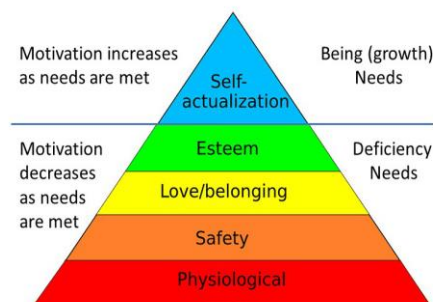 Motivation increases
as needs are met
Being (growth)
Needs
Self-
actualization
Motivation
decreases
as needs
are met
Deficiency
Needs
Esteem
Love/belonging
Safety
Physiological